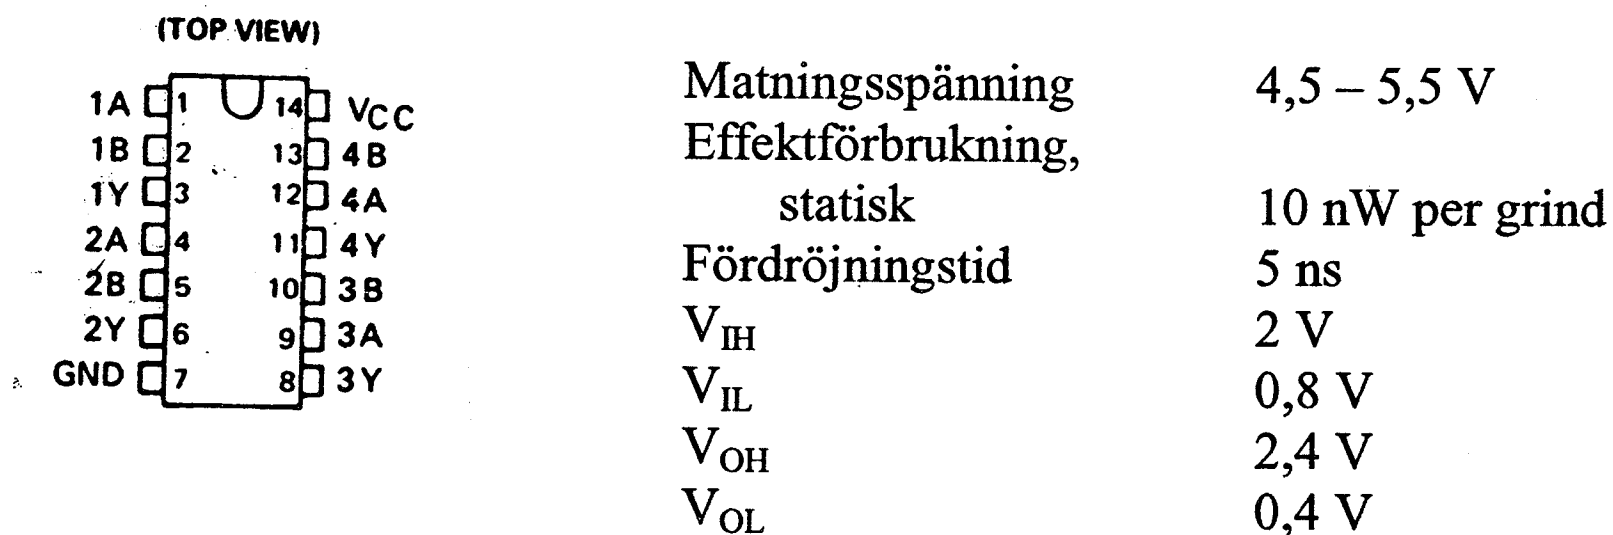 (TOP VIEW)
1A 1 14 VCC
1B 2 13 4B
1Y 3 12 4A
2A 4 11 4Y
2B 5 10 3B
2Y 6 9 3A
GND 7 8 3Y
Matningsspänning 4,5 – 5,5 V
Effektförbrukning,
statisk 10 nW per grind
Fördröjningstid 5 ns
VIH 2 V
VIL 0,8 V
VOH 2,4 V
VOL 0,4 V